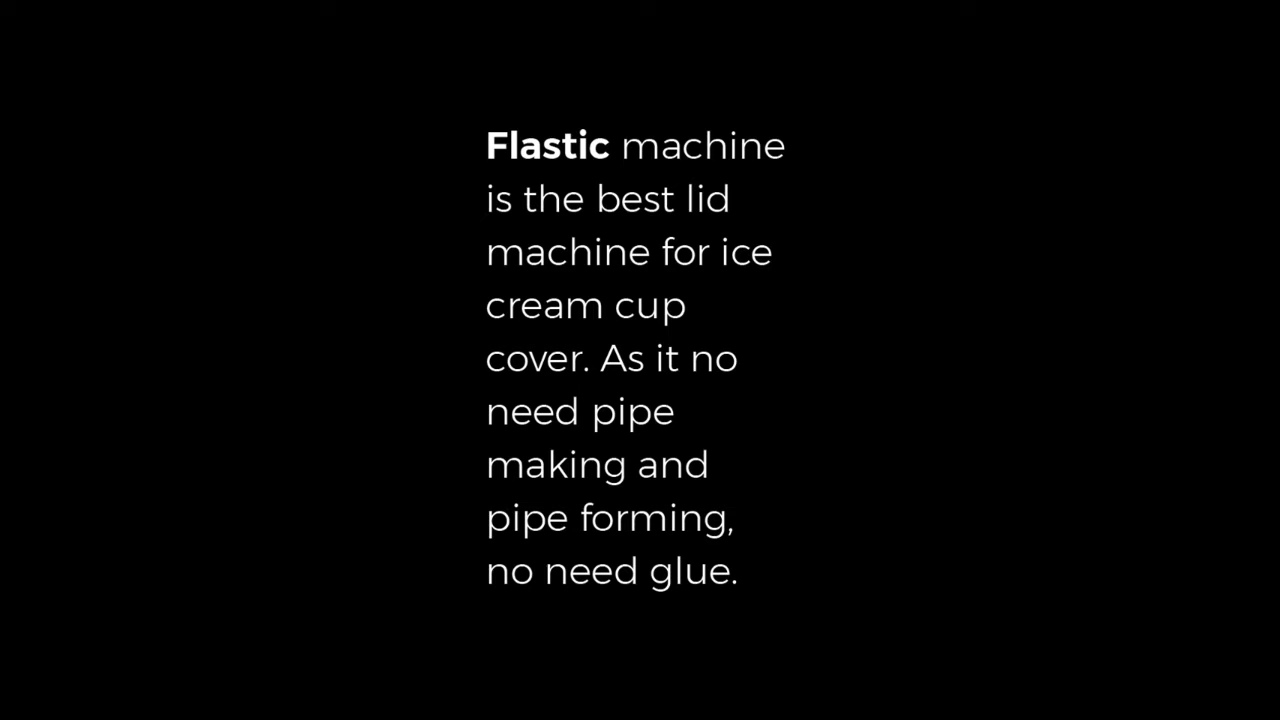 Flastic machine
is the best lid
machine for ice
cream cup
cover. As it no
need pipe
making and
pipe forming,
no need glue.